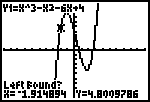 Y1=X^3-X²-6X+4
Left Bound?
X=-1.914894 Y=4.8009786